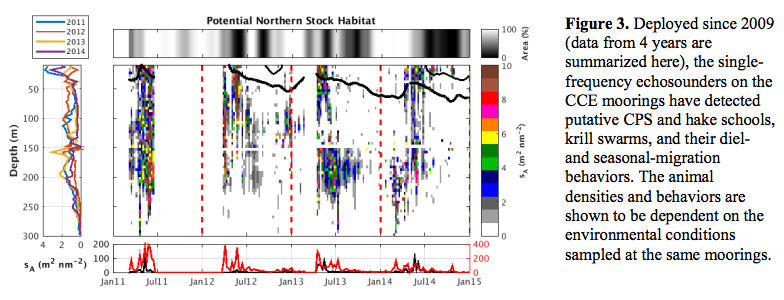 Potential Northern Stock Habitat
2011
2012
2013
2014
100
0
Area (%)
50
100
150
200
250
300
Depth (m)
4 2 0
s_A (m² nm⁻²)
10
8
6
4
2
0
s_A (m² nm⁻²)
200
100
0
400
200
0
Jan11 Jul11 Jan12 Jul12 Jan13 Jul13 Jan14 Jul14 Jan15
Figure 3. Deployed since 2009
(data from 4 years are
summarized here), the single-
frequency echosounders on the
CCE moorings have detected
putative CPS and hake schools,
krill swarms, and their diel-
and seasonal-migration
behaviors. The animal
densities and behaviors are
shown to be dependent on the
environmental conditions
sampled at the same moorings.